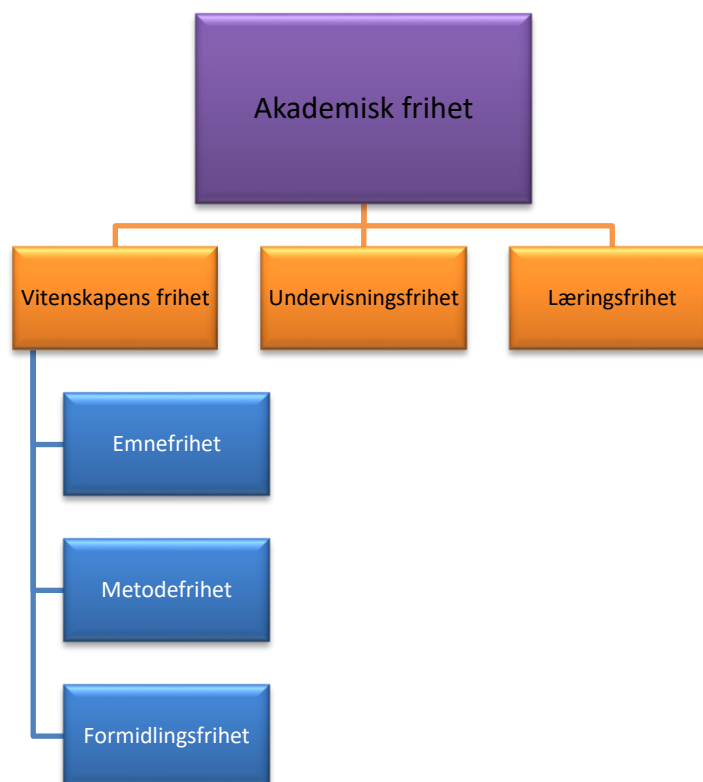 Akademisk frihet
Vitenskapens frihet
Undervisningsfrihet
Læringsfrihet
Emnefrihet
Metodefrihet
Formidlingsfrihet